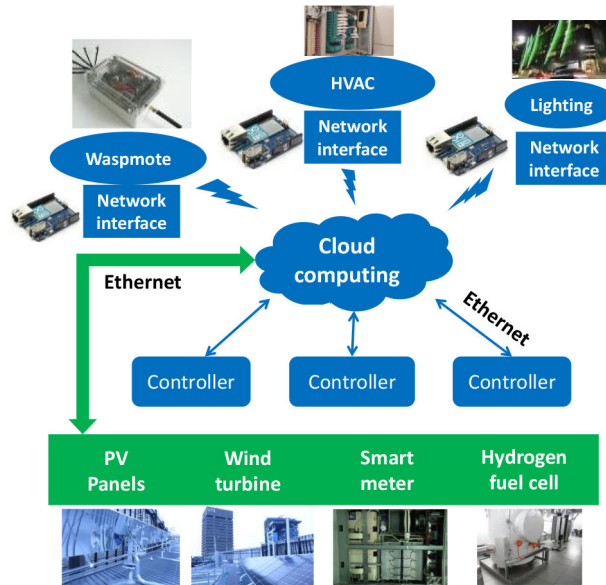 HVAC
Lighting
Waspmote
Network
interface
Network
interface
Network
interface
Cloud
computing
Ethernet
Ethernet
Controller
Controller
Controller
PV
Panels
Wind
turbine
Smart
meter
Hydrogen
fuel cell